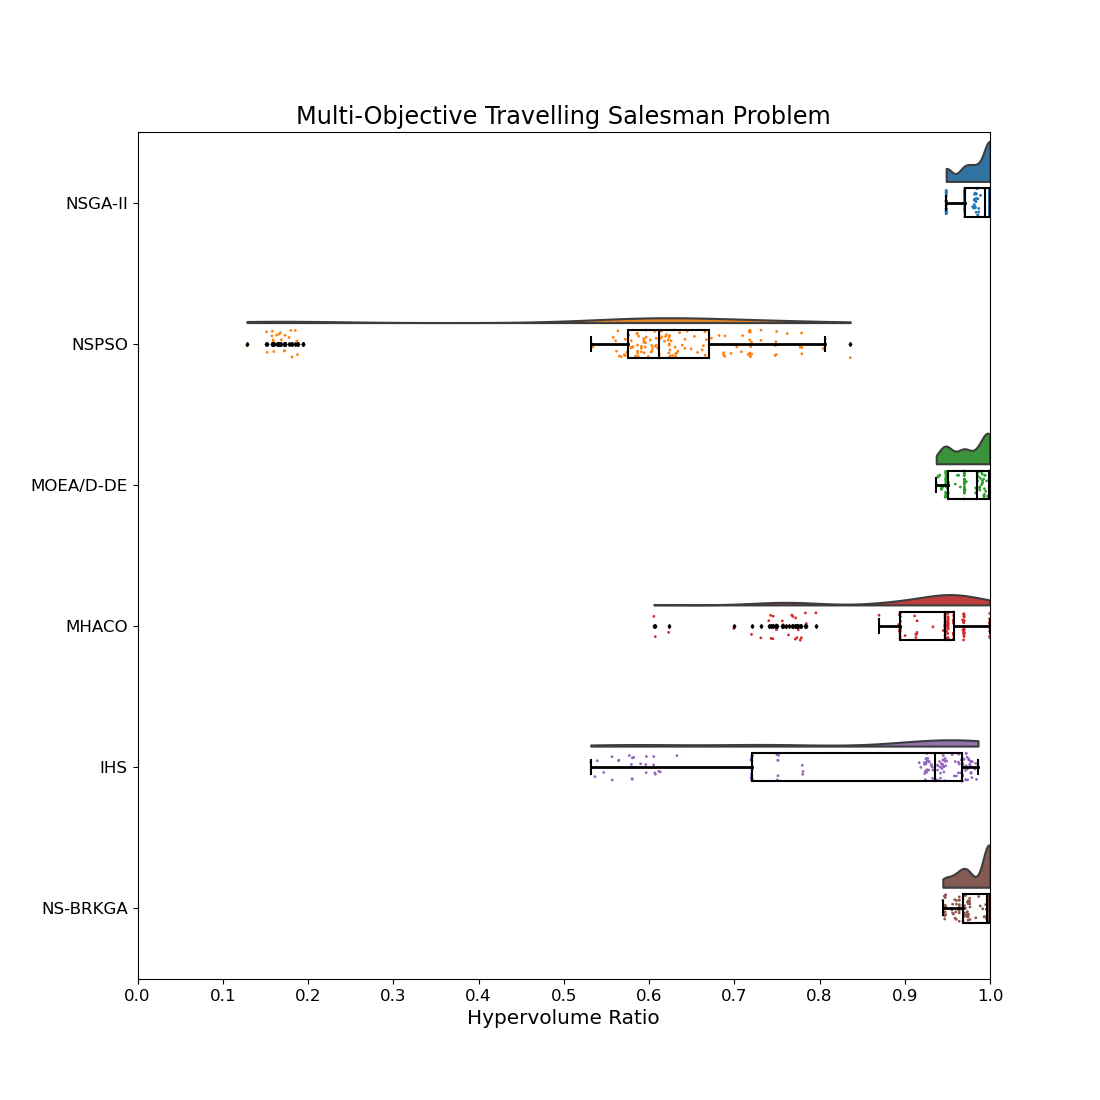 Multi-Objective Travelling Salesman Problem
NSGA-II
NSPSO
MOEA/D-DE
MHACO
IHS
NS-BRKGA
0.0 0.1 0.2 0.3 0.4 0.5 0.6 0.7 0.8 0.9 1.0
Hypervolume Ratio